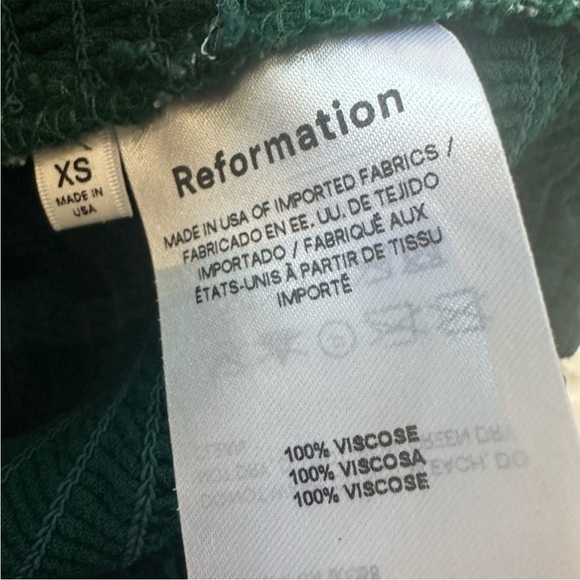 XS
MADE IN
USA
Reformation
MADE IN USA OF IMPORTED FABRICS /
FABRICADO EN EE. UU. DE TEJIDO
IMPORTADO / FABRIQUÉ AUX
ÉTATS-UNIS À PARTIR DE TISSU
IMPORTÉ
100% VISCOSE
100% VISCOSA
100% VISCOSE